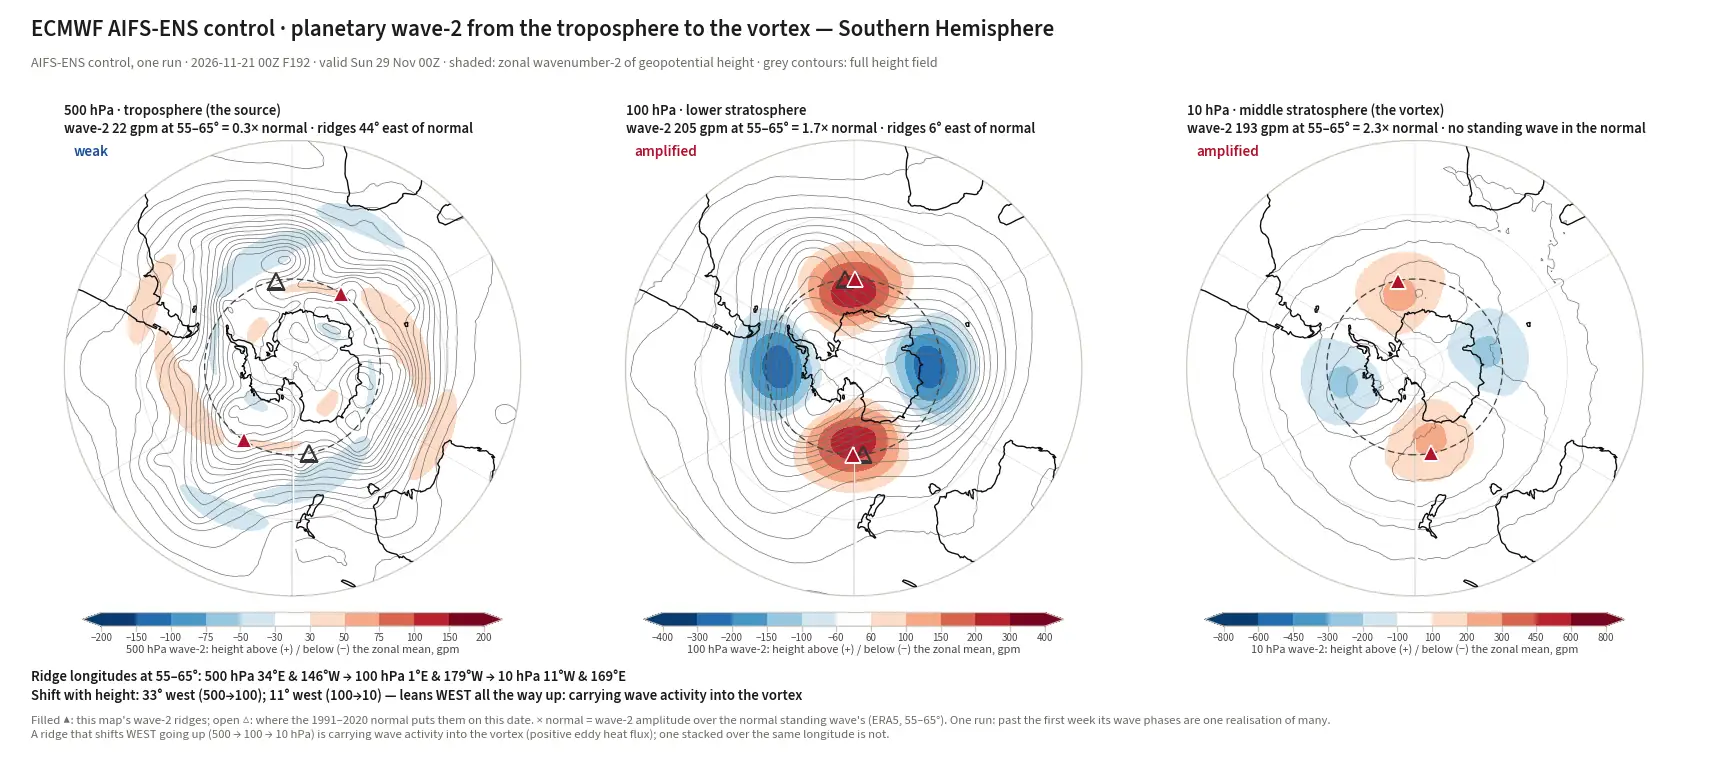 ECMWF AIFS-ENS control · planetary wave-2 from the troposphere to the vortex — Southern Hemisphere
AIFS-ENS control, one run · 2026-11-21 00Z F192 · valid Sun 29 Nov 00Z · shaded: zonal wavenumber-2 of geopotential height · grey contours: full height field
500 hPa · troposphere (the source)
wave-2 22 gpm at 55–65° = 0.3× normal · ridges 44° east of normal
weak
100 hPa · lower stratosphere
wave-2 205 gpm at 55–65° = 1.7× normal · ridges 6° east of normal
amplified
10 hPa · middle stratosphere (the vortex)
wave-2 193 gpm at 55–65° = 2.3× normal · no standing wave in the normal
amplified
−200 −150 −100 −75 −50 −30 30 50 75 100 150 200
500 hPa wave-2: height above (+) / below (−) the zonal mean, gpm
−400 −300 −200 −150 −100 −60 60 100 150 200 300 400
100 hPa wave-2: height above (+) / below (−) the zonal mean, gpm
−800 −600 −450 −300 −200 −100 100 200 300 450 600 800
10 hPa wave-2: height above (+) / below (−) the zonal mean, gpm
Ridge longitudes at 55–65°: 500 hPa 34°E & 146°W → 100 hPa 1°E & 179°W → 10 hPa 11°W & 169°E
Shift with height: 33° west (500→100); 11° west (100→10) — leans WEST all the way up: carrying wave activity into the vortex
Filled ▲: this map's wave-2 ridges; open △: where the 1991–2020 normal puts them on this date. × normal = wave-2 amplitude over the normal standing wave's (ERA5, 55–65°). One run: past the first week its wave phases are one realisation of many.
A ridge that shifts WEST going up (500 → 100 → 10 hPa) is carrying wave activity into the vortex (positive eddy heat flux); one stacked over the same longitude is not.